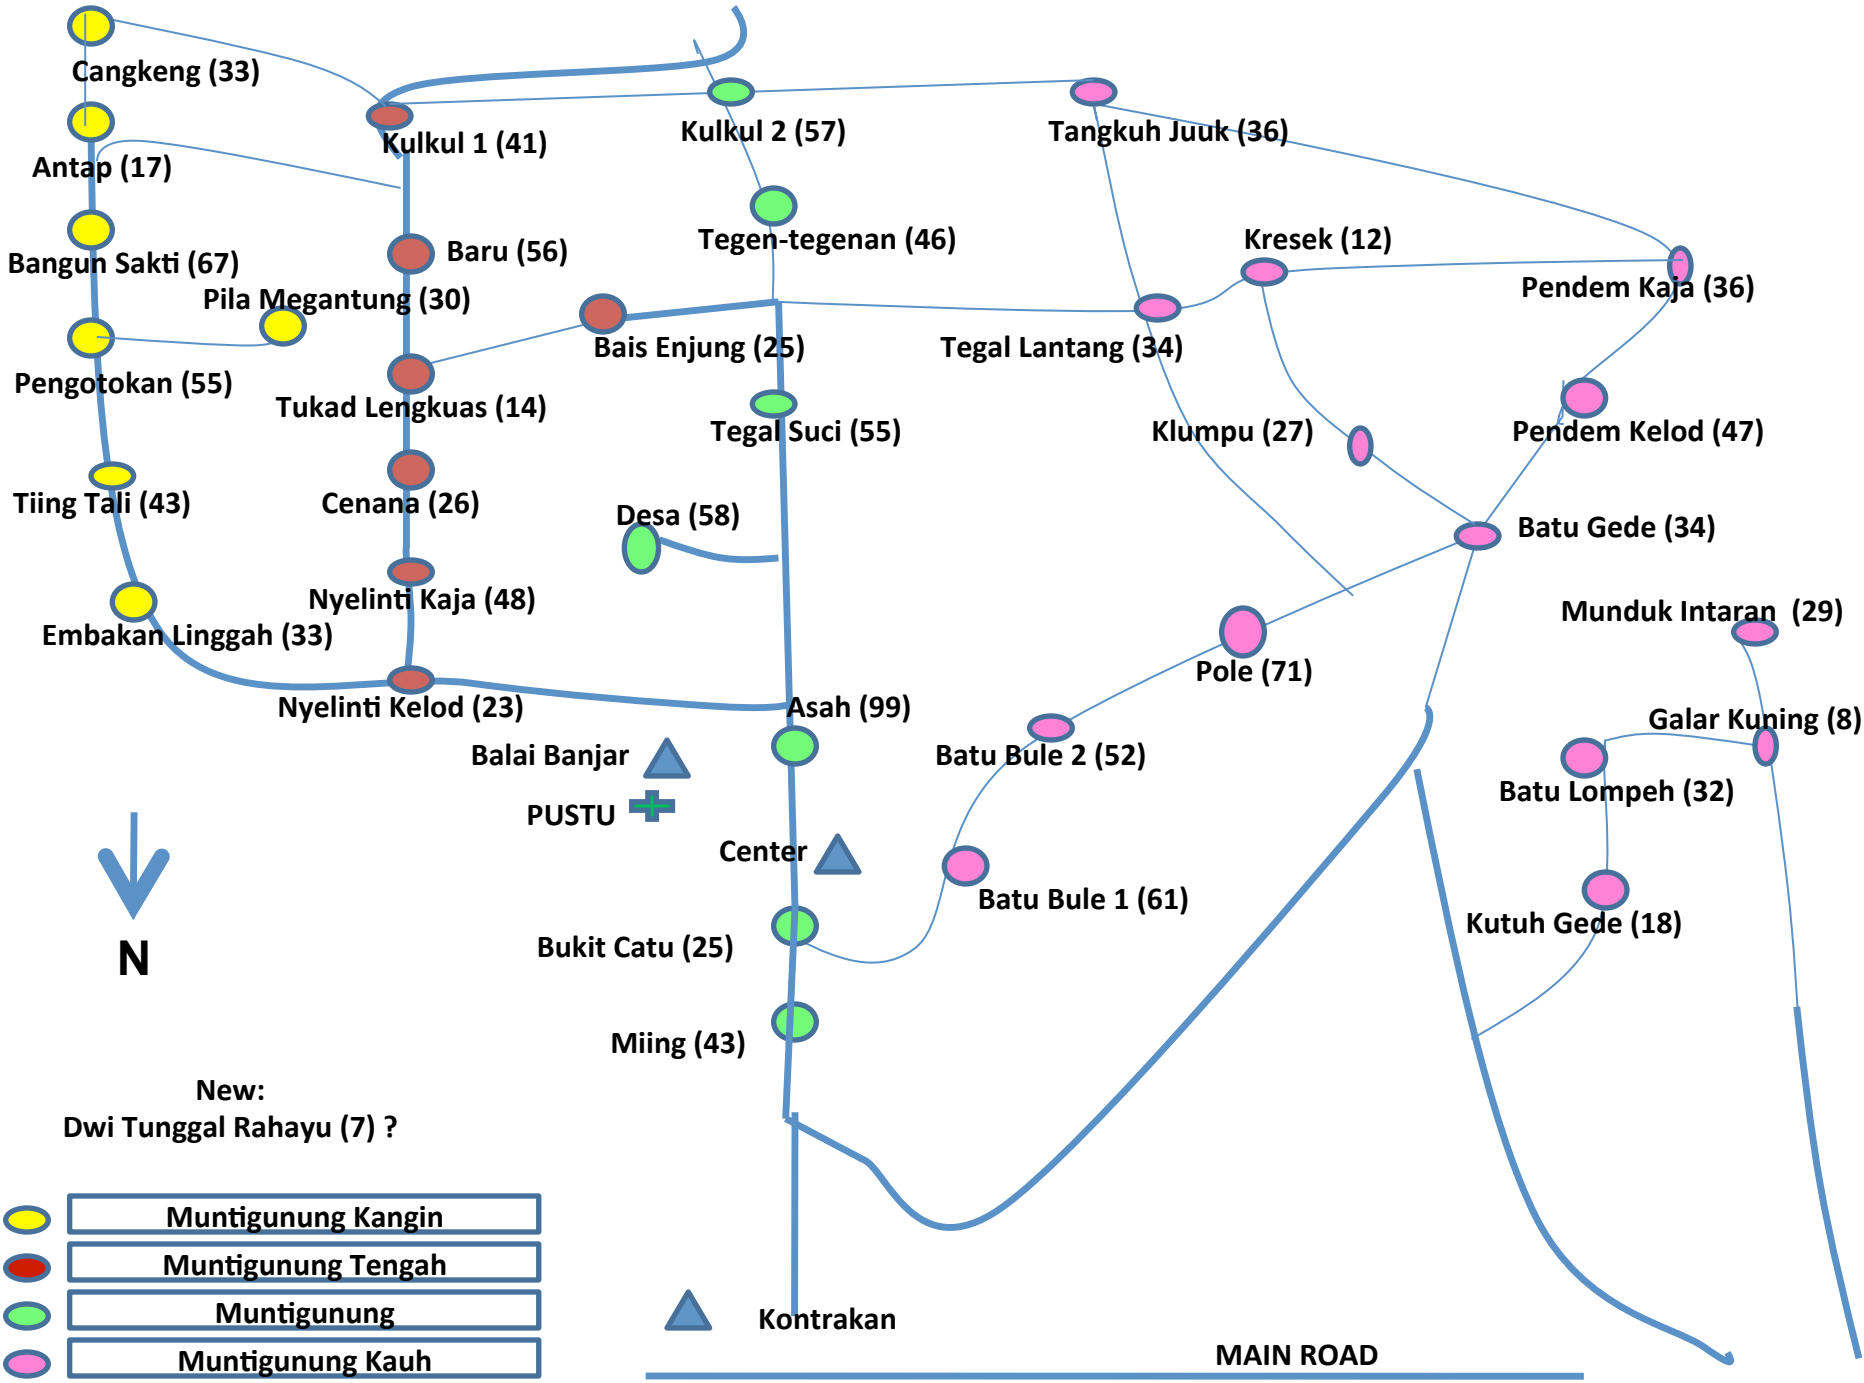 Cangkeng (33)
Kulkul 1 (41)
Kulkul 2 (57)
Tangkuh Juuk (36)
Antap (17)
Baru (56)
Tegen-tegenan (46)
Kresek (12)
Bangun Sakti (67)
Pila Megantung (30)
Pendem Kaja (36)
Bais Enjung (25)
Tegal Lantang (34)
Pengotokan (55)
Tukad Lengkuas (14)
Tegal Suci (55)
Klumpu (27)
Pendem Kelod (47)
Tiing Tali (43)
Cenana (26)
Desa (58)
Batu Gede (34)
Nyelinti Kaja (48)
Munduk Intaran  (29)
Embakan Linggah (33)
Pole (71)
Nyelinti Kelod (23)
Asah (99)
Galar Kuning (8)
Balai Banjar
Batu Bule 2 (52)
Batu Lompeh (32)
PUSTU
Center
Batu Bule 1 (61)
Kutuh Gede (18)
Bukit Catu (25)
N
Miing (43)
New:
Dwi Tunggal Rahayu (7) ?
Muntigunung Kangin
Muntigunung Tengah
Muntigunung
Muntigunung Kauh
Kontrakan
MAIN ROAD